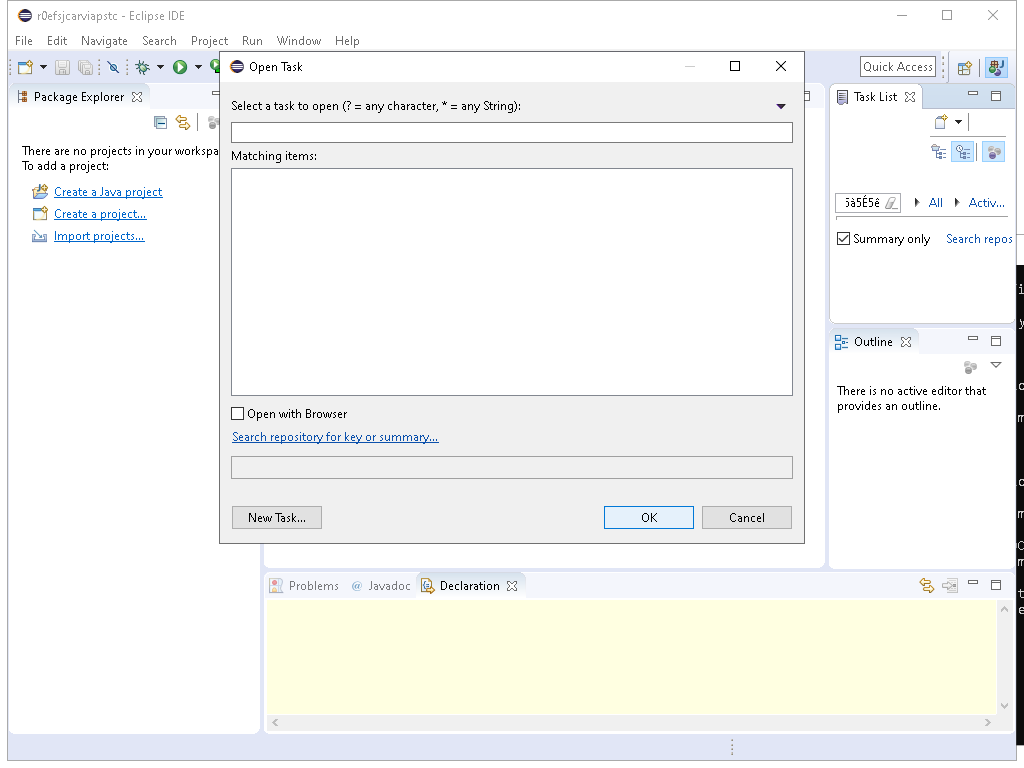 r0efsjcarviapstc - Eclipse IDE
File Edit Navigate Search Project Run Window Help
Quick Access
Open Task
Select a task to open (? = any character, * = any String):
Matching items:
Open with Browser
Search repository for key or summary...
New Task... OK Cancel
Package Explorer
There are no projects in your workspa
To add a project:
Create a Java project
Create a project...
Import projects...
Task List
5à5É5ê All Activ...
Summary only Search repos
Outline
There is no active editor that
provides an outline.
Problems @ Javadoc Declaration